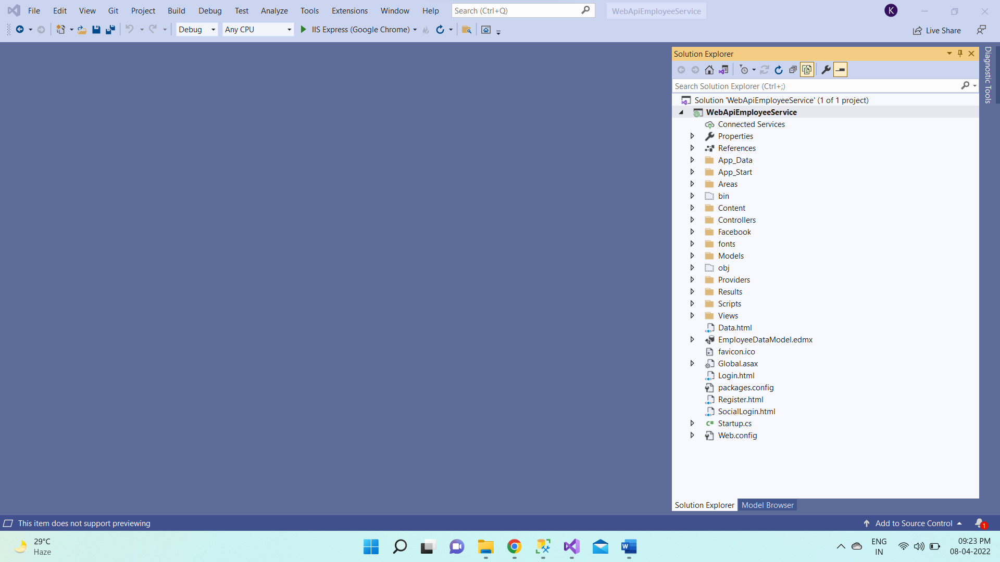 File Edit View Git Project Build Debug Test Analyze Tools Extensions Window Help Search (Ctrl+Q) WebApiEmployeeService K
Debug Any CPU IIS Express (Google Chrome) Live Share
Solution Explorer
Search Solution Explorer (Ctrl+;)
Diagnostic Tools
Solution 'WebApiEmployeeService' (1 of 1 project)
WebApiEmployeeService
Connected Services
Properties
References
App_Data
App_Start
Areas
bin
Content
Controllers
Facebook
fonts
Models
obj
Providers
Results
Scripts
Views
Data.html
EmployeeDataModel.edmx
favicon.ico
Global.asax
Login.html
packages.config
Register.html
SocialLogin.html
C# Startup.cs
Web.config
Solution Explorer Model Browser
This item does not support previewing Add to Source Control 1
29°C
Haze
W
ENG
IN
09:23 PM
08-04-2022